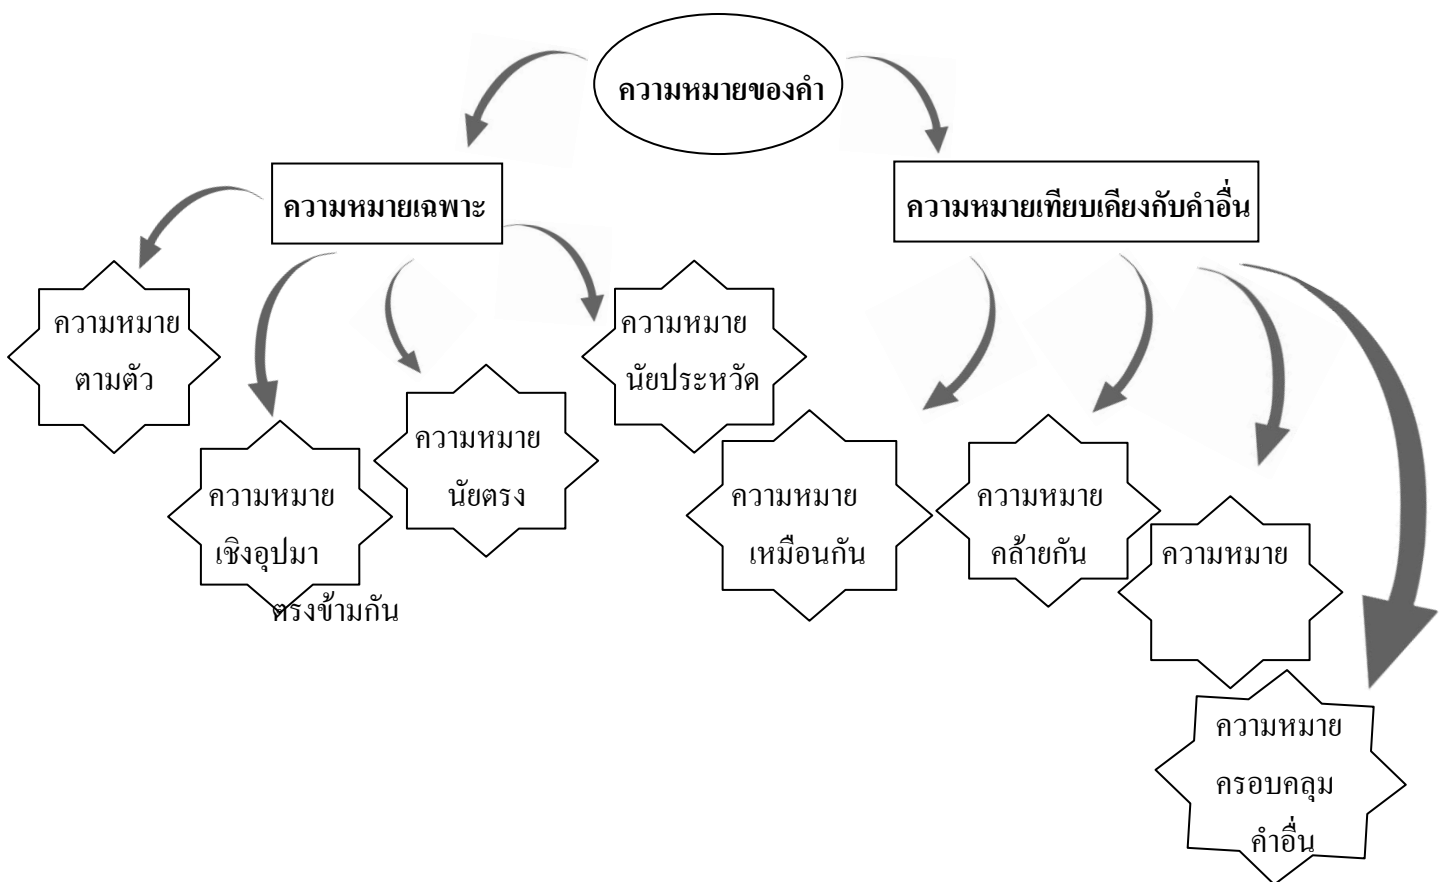 ความหมายของคำ
ความหมายเฉพาะ
ความหมายเทียบเคียงกับคำอื่น
ความหมาย
ตามตัว
ความหมาย
เชิงอุปมา
ความหมาย
นัยตรง
ความหมาย
นัยประหวัด
ความหมาย
เหมือนกัน
ความหมาย
คล้ายกัน
ความหมาย
ตรงข้ามกัน
ความหมาย
ครอบคลุม
คำอื่น